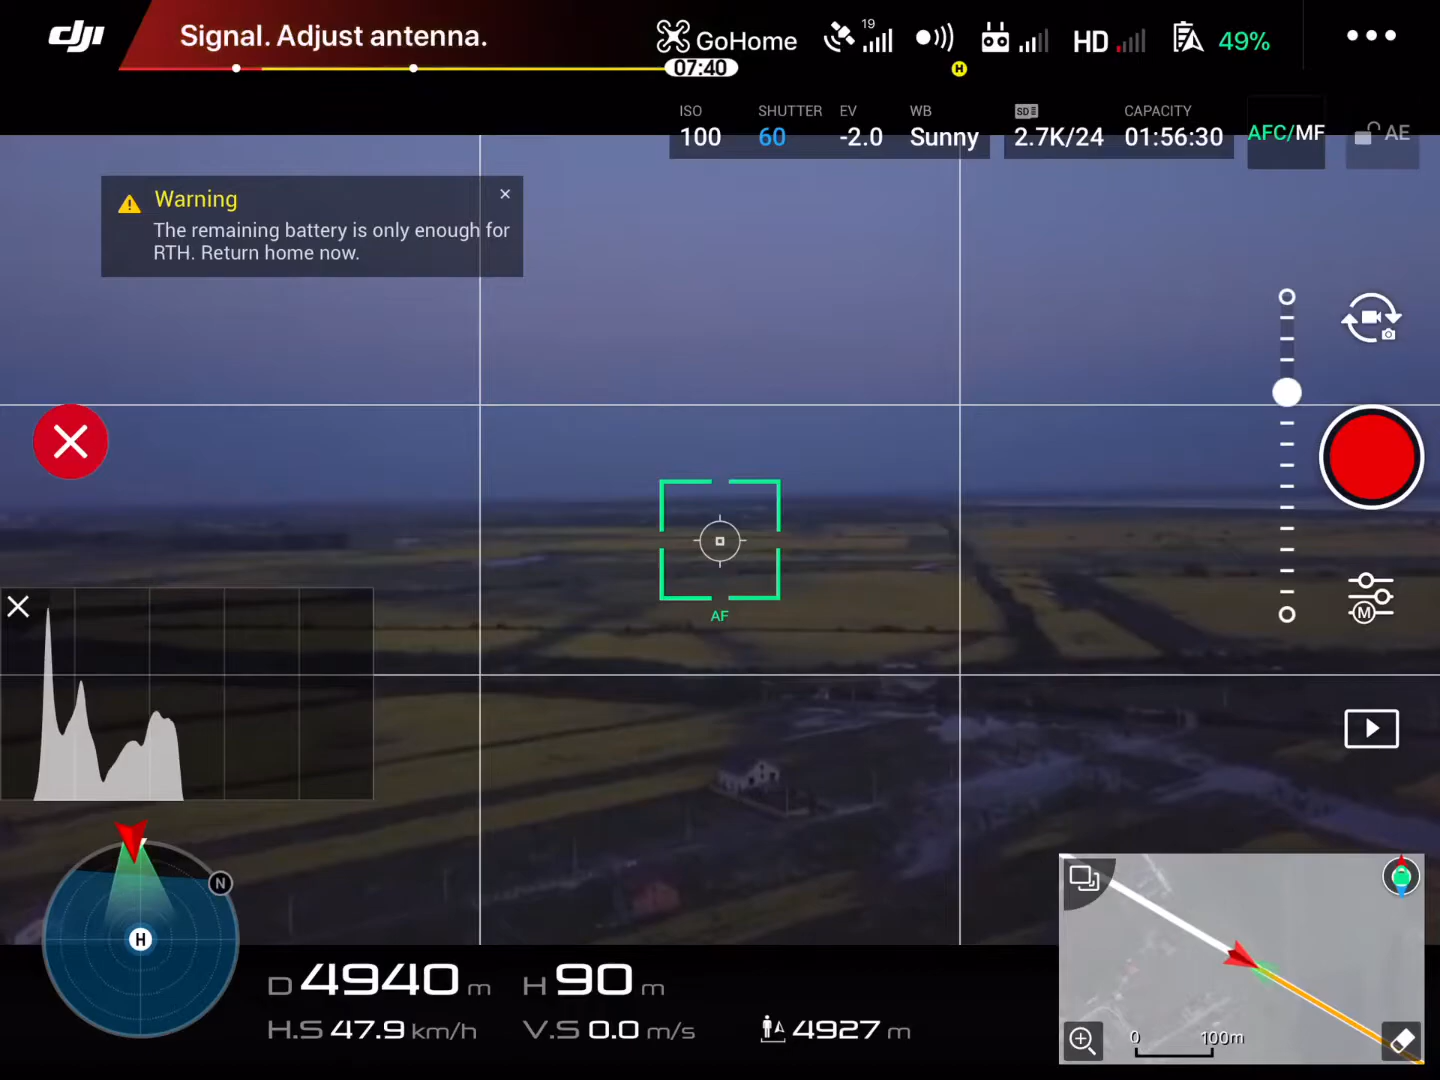 dji
Signal. Adjust antenna.
GoHome
19
HD
49%
07:40
H
ISO
100
SHUTTER
60
EV
-2.0
WB
Sunny
SD
2.7K/24
CAPACITY
01:56:30
AFC/MF
AE
Warning
The remaining battery is only enough for
RTH. Return home now.
AF
M
N
H
D 4940 m H 90 m
H.S 47.9 km/h V.S 0.0 m/s 4927 m
0 100m